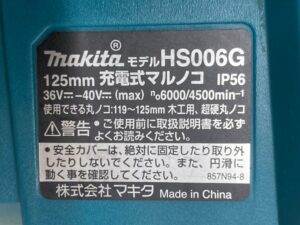 makita® モデル HS006G
125mm 充電式マルノコ IP56
36V⎓-40V⎓(max) n₀6000/4500min⁻¹
使用できる丸ノコ:119~125mm 木工用、超硬丸ノコ
⚠警告 • ご使用前に取扱説明書を必ずよくお読みください。
• 安全カバーは、絶対に固定したり取り外したりしないでください。また、円滑に動く事を確認してください。
857N94-8
株式会社マキタ Made in China